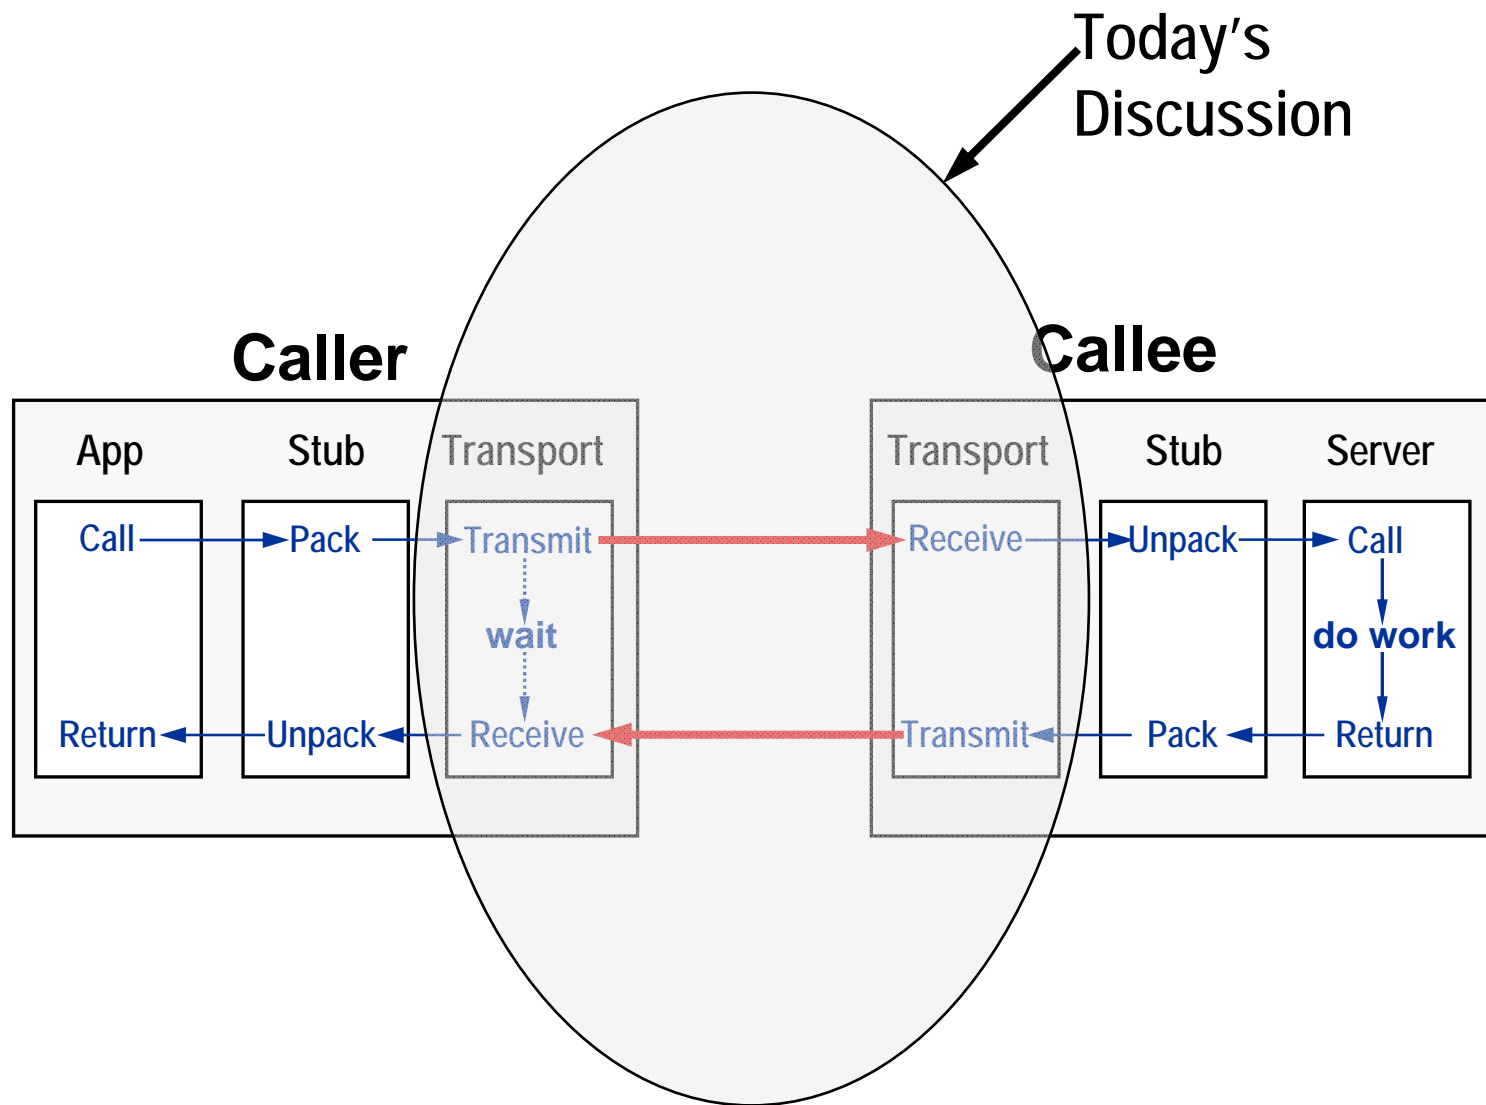 Today's
Discussion
Caller
Callee
App Stub Transport Transport Stub Server
Call Pack Transmit Receive Unpack Call
wait do work
Return Unpack Receive Transmit Pack Return